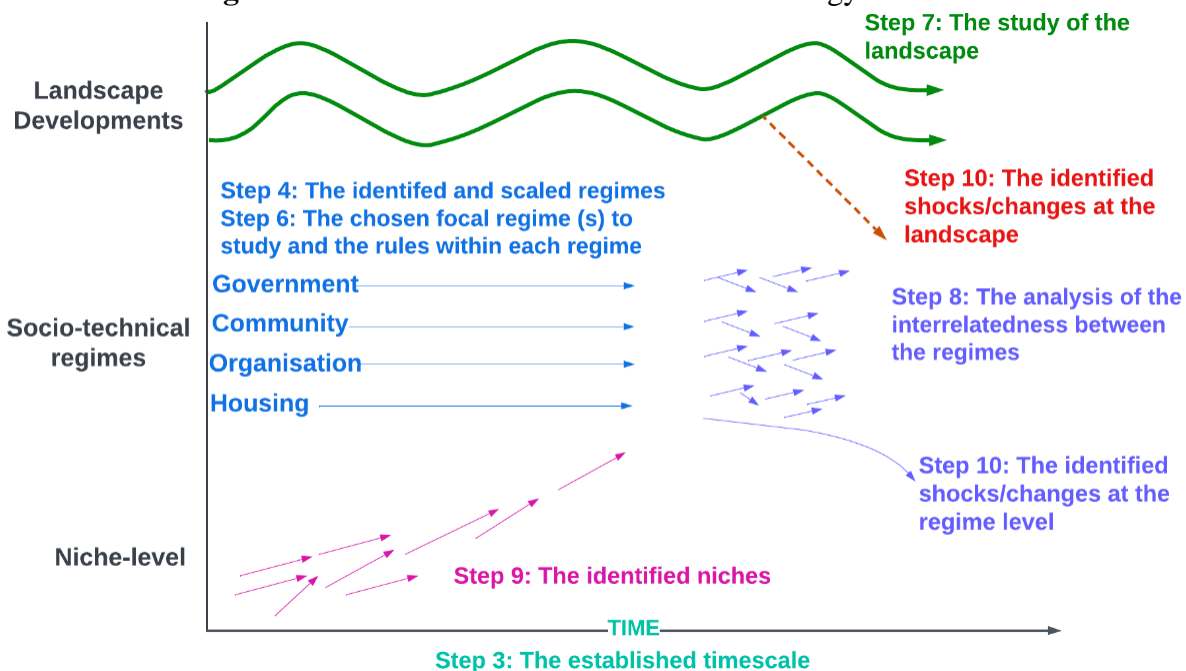 Step 7: The study of the
landscape
Landscape
Developments
Step 4: The identifed and scaled regimes
Step 6: The chosen focal regime (s) to
study and the rules within each regime
Step 10: The identified
shocks/changes at the
landscape
Government
Community
Organisation
Housing
Socio-technical
regimes
Step 8: The analysis of the
interrelatedness between
the regimes
Step 10: The identified
shocks/changes at the
regime level
Niche-level
Step 9: The identified niches
TIME
Step 3: The established timescale